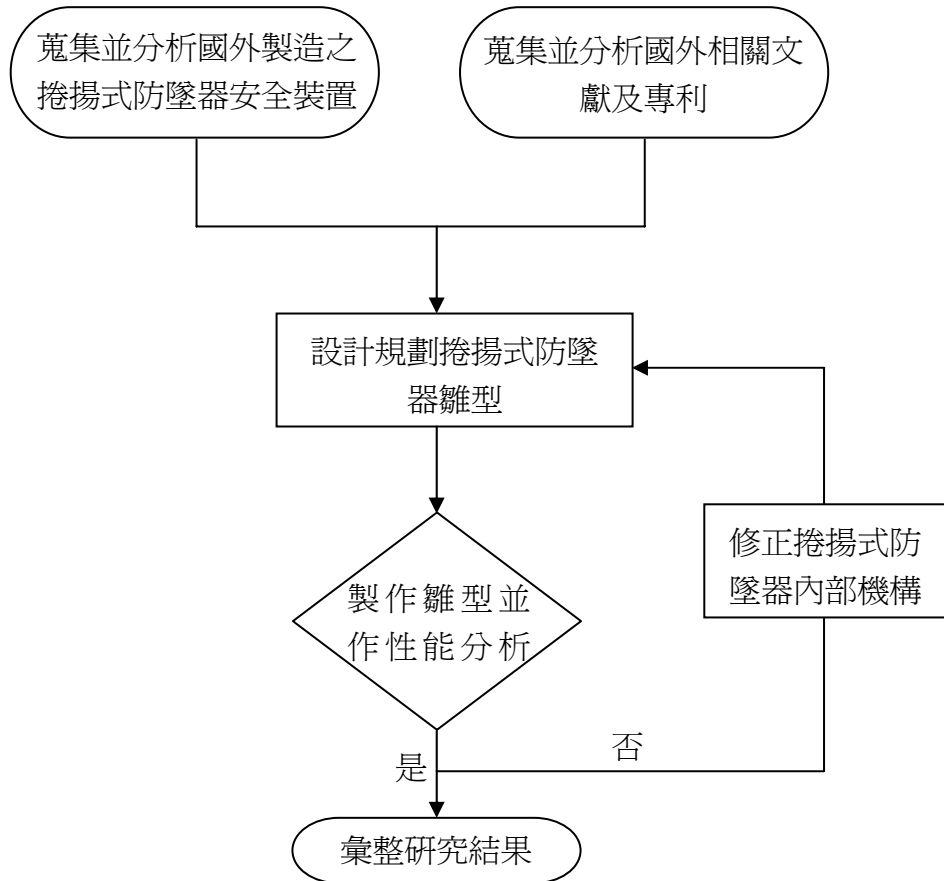 蒐集並分析國外製造之
捲揚式防墜器安全裝置
蒐集並分析國外相關文
獻及專利
設計規劃捲揚式防墜
器雛型
修正捲揚式防
墜器內部機構
製作雛型並
作性能分析
否
是
彙整研究結果